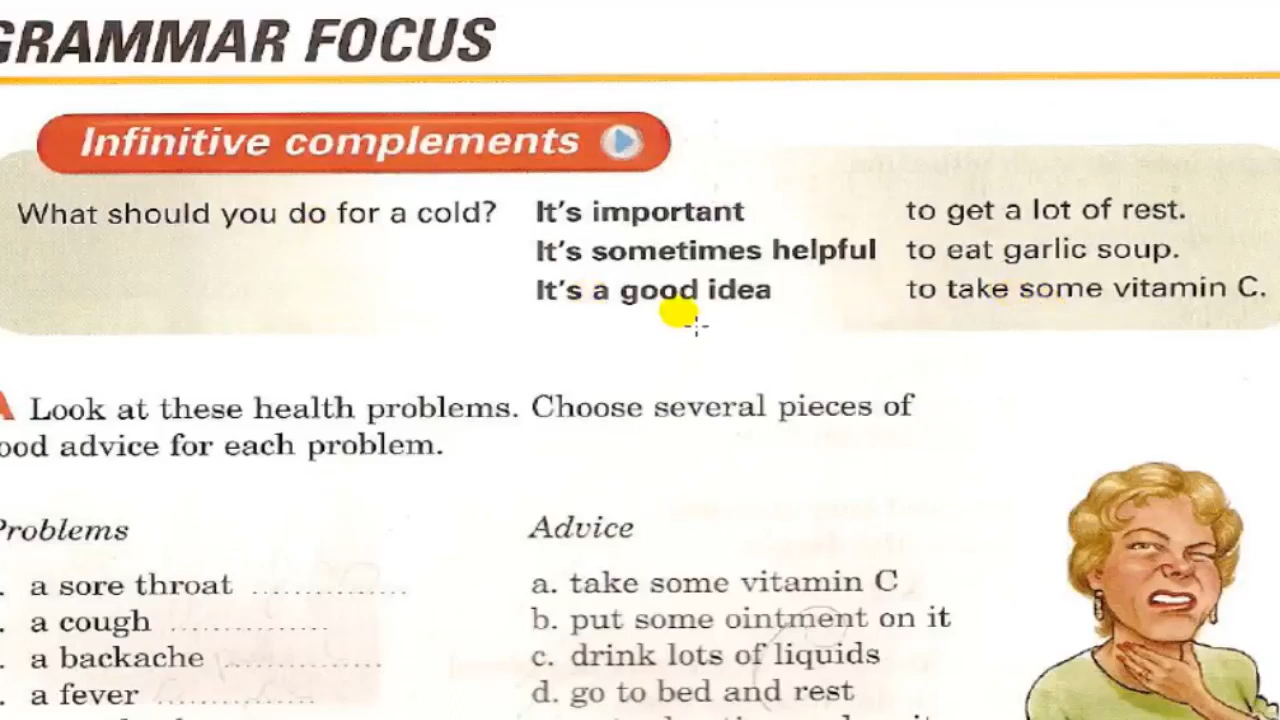 GRAMMAR FOCUS
Infinitive complements
What should you do for a cold? It's important to get a lot of rest.
It's sometimes helpful to eat garlic soup.
It's a good idea to take some vitamin C.
A Look at these health problems. Choose several pieces of
ood advice for each problem.
Problems Advice
. a sore throat .............. a. take some vitamin C
. a cough .............. b. put some ointment on it
. a backache .............. c. drink lots of liquids
. a fever .............. d. go to bed and rest